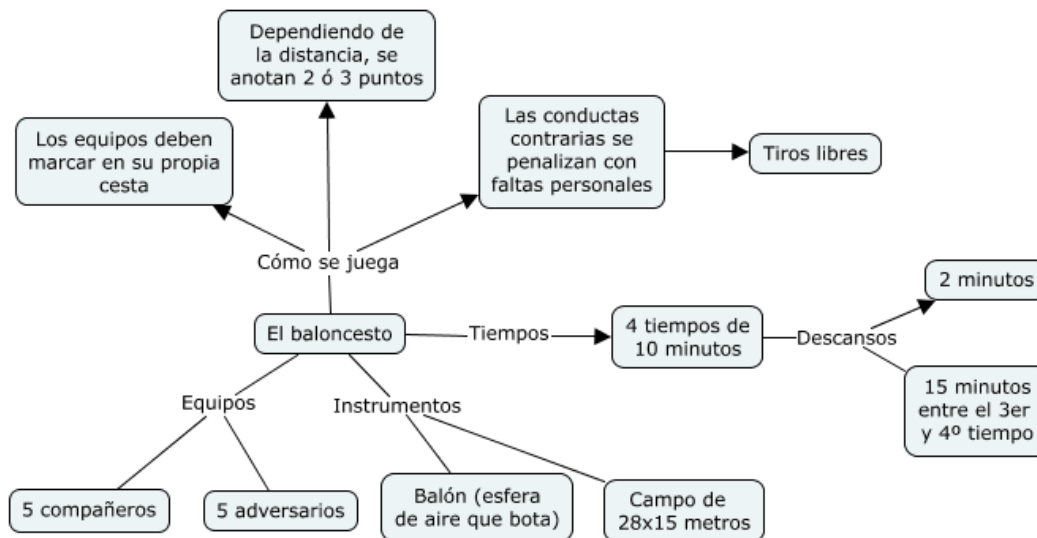 Dependiendo de
la distancia, se
anotan 2 ó 3 puntos
Los equipos deben
marcar en su propia
cesta
Las conductas
contrarias se
penalizan con
faltas personales
Tiros libres
Cómo se juega
El baloncesto
Tiempos
4 tiempos de
10 minutos
Descansos
2 minutos
15 minutos
entre el 3er
y 4º tiempo
Equipos
Instrumentos
5 compañeros
5 adversarios
Balón (esfera
de aire que bota)
Campo de
28x15 metros